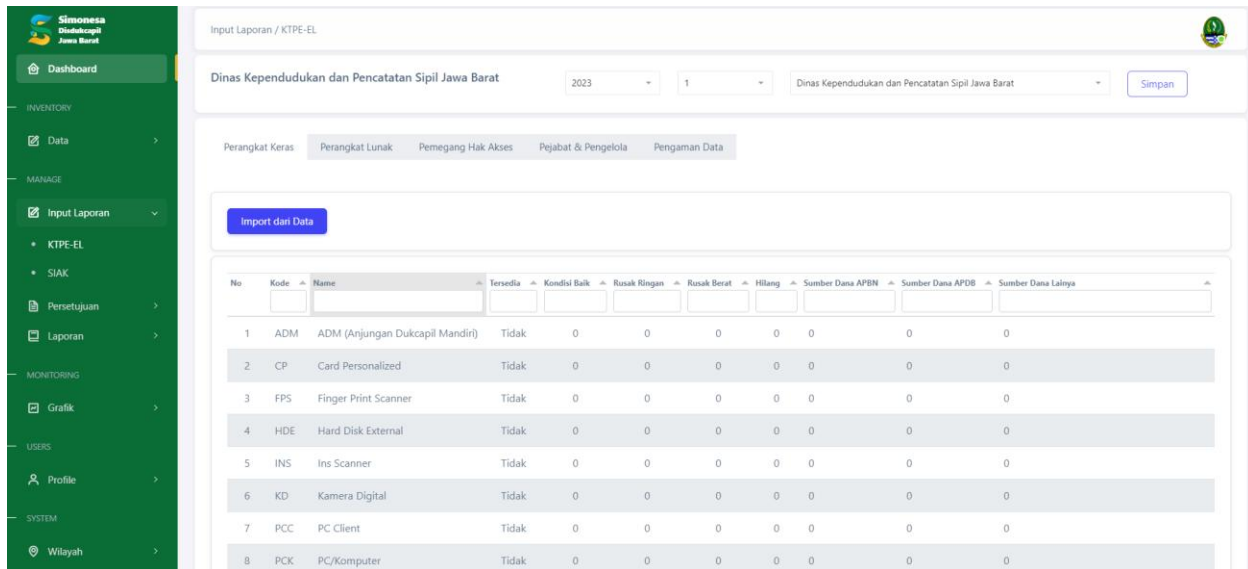 Simonesa
Disdukcapil
Jawa Barat
Dashboard
INVENTORY
Data
MANAGE
Input Laporan
KTPE-EL
SIAK
Persetujuan
Laporan
MONITORING
Grafik
USERS
Profile
SYSTEM
Wilayah
Input Laporan / KTPE-EL
Dinas Kependudukan dan Pencatatan Sipil Jawa Barat 2023 1 Dinas Kependudukan dan Pencatatan Sipil Jawa Barat Simpan
Perangkat Keras Perangkat Lunak Pemegang Hak Akses Pejabat & Pengelola Pengaman Data
Import dari Data
No Kode Name Tersedia Kondisi Baik Rusak Ringan Rusak Berat Hilang Sumber Dana APBN Sumber Dana APDB Sumber Dana Lainya
1 ADM ADM (Anjungan Dukcapil Mandiri) Tidak 0 0 0 0 0 0 0
2 CP Card Personalized Tidak 0 0 0 0 0 0 0
3 FPS Finger Print Scanner Tidak 0 0 0 0 0 0 0
4 HDE Hard Disk External Tidak 0 0 0 0 0 0 0
5 INS Ins Scanner Tidak 0 0 0 0 0 0 0
6 KD Kamera Digital Tidak 0 0 0 0 0 0 0
7 PCC PC Client Tidak 0 0 0 0 0 0 0
8 PCK PC/Komputer Tidak 0 0 0 0 0 0 0